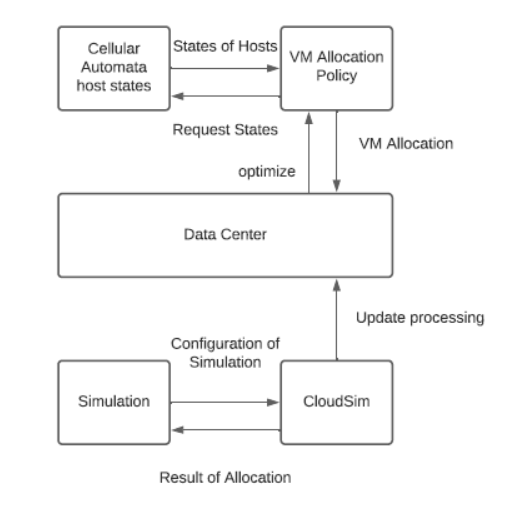 Cellular
Automata
host states
States of Hosts
VM Allocation
Policy
Request States
VM Allocation
optimize
Data Center
Update processing
Configuration of
Simulation
Simulation
CloudSim
Result of Allocation